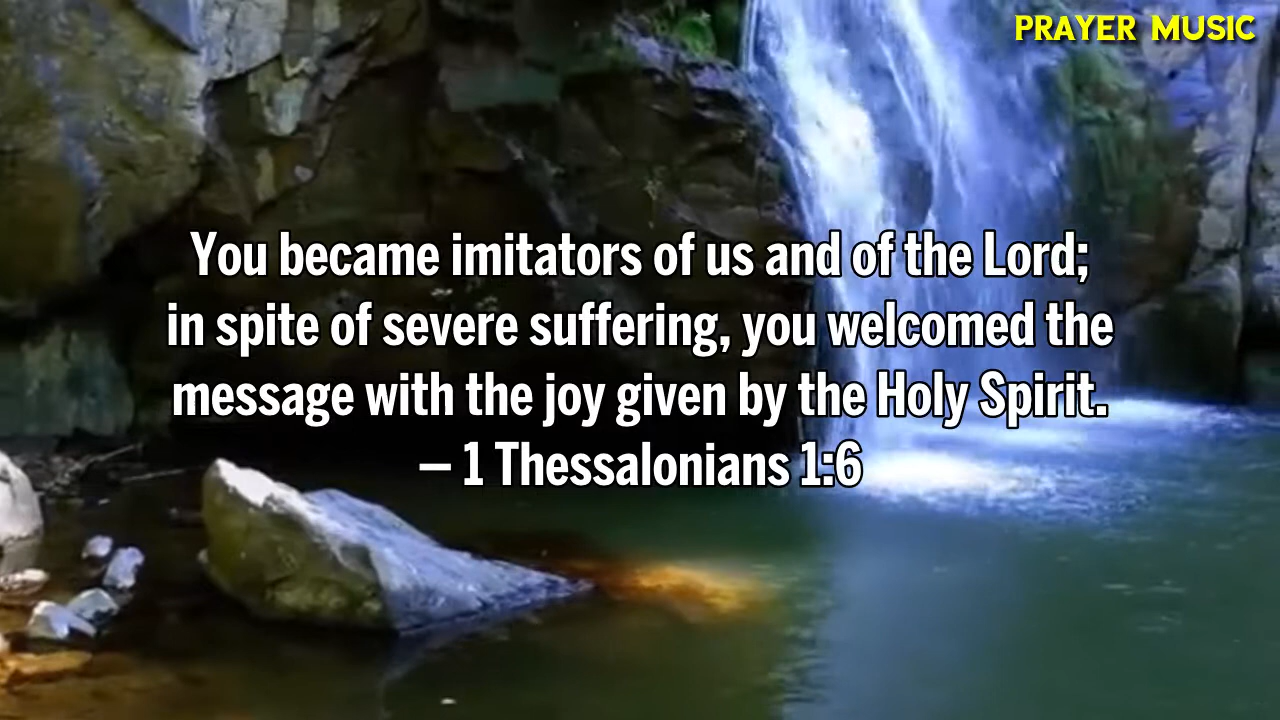 PRAYER MUSIC
You became imitators of us and of the Lord;
in spite of severe suffering, you welcomed the
message with the joy given by the Holy Spirit.
– 1 Thessalonians 1:6